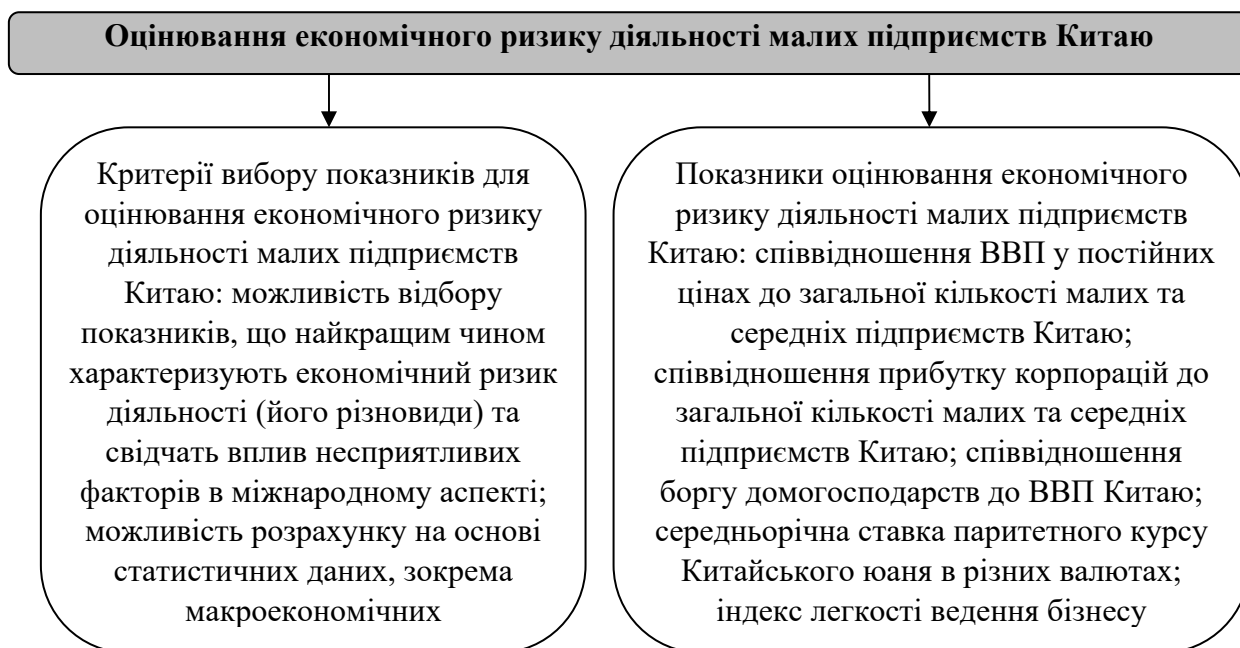 Оцінювання економічного ризику діяльності малих підприємств Китаю
Критерії вибору показників для
оцінювання економічного ризику
діяльності малих підприємств
Китаю: можливість відбору
показників, що найкращим чином
характеризують економічний ризик
діяльності (його різновиди) та
свідчать вплив несприятливих
факторів в міжнародному аспекті;
можливість розрахунку на основі
статистичних даних, зокрема
макроекономічних
Показники оцінювання економічного
ризику діяльності малих підприємств
Китаю: співвідношення ВВП у постійних
цінах до загальної кількості малих та
середніх підприємств Китаю;
співвідношення прибутку корпорацій до
загальної кількості малих та середніх
підприємств Китаю; співвідношення
боргу домогосподарств до ВВП Китаю;
середньорічна ставка паритетного курсу
Китайського юаня в різних валютах;
індекс легкості ведення бізнесу